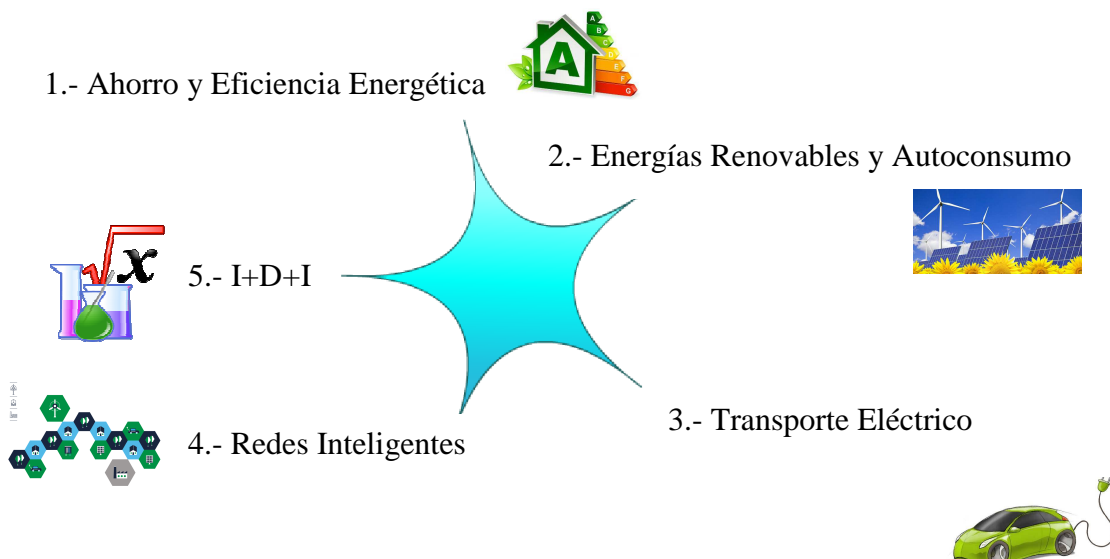 1.- Ahorro y Eficiencia Energética
A
A
B
C
D
E
F
G
2.- Energías Renovables y Autoconsumo
x
5.- I+D+I
4.- Redes Inteligentes
3.- Transporte Eléctrico